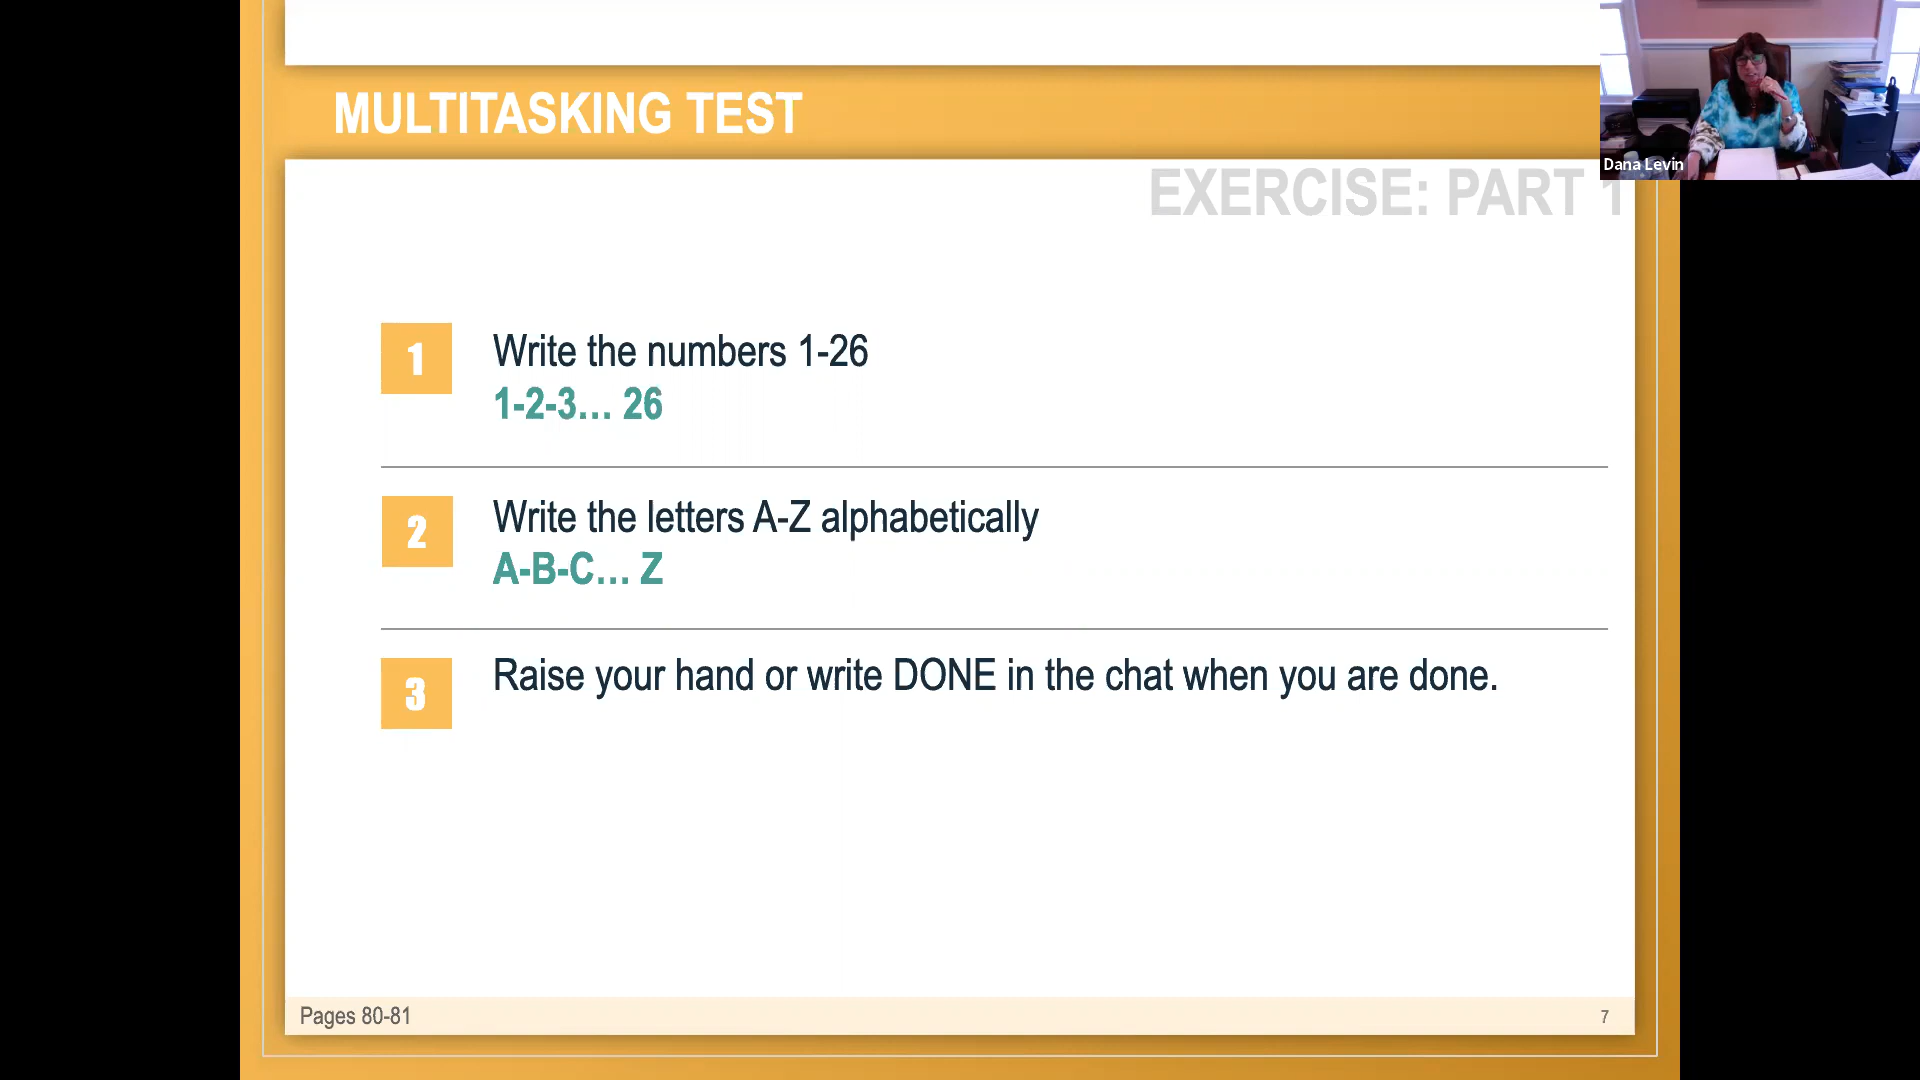 MULTITASKING TEST
Dana Levin
EXERCISE: PART 1
1
Write the numbers 1-26
1-2-3... 26
2
Write the letters A-Z alphabetically
A-B-C... Z
3
Raise your hand or write DONE in the chat when you are done.
Pages 80-81
7